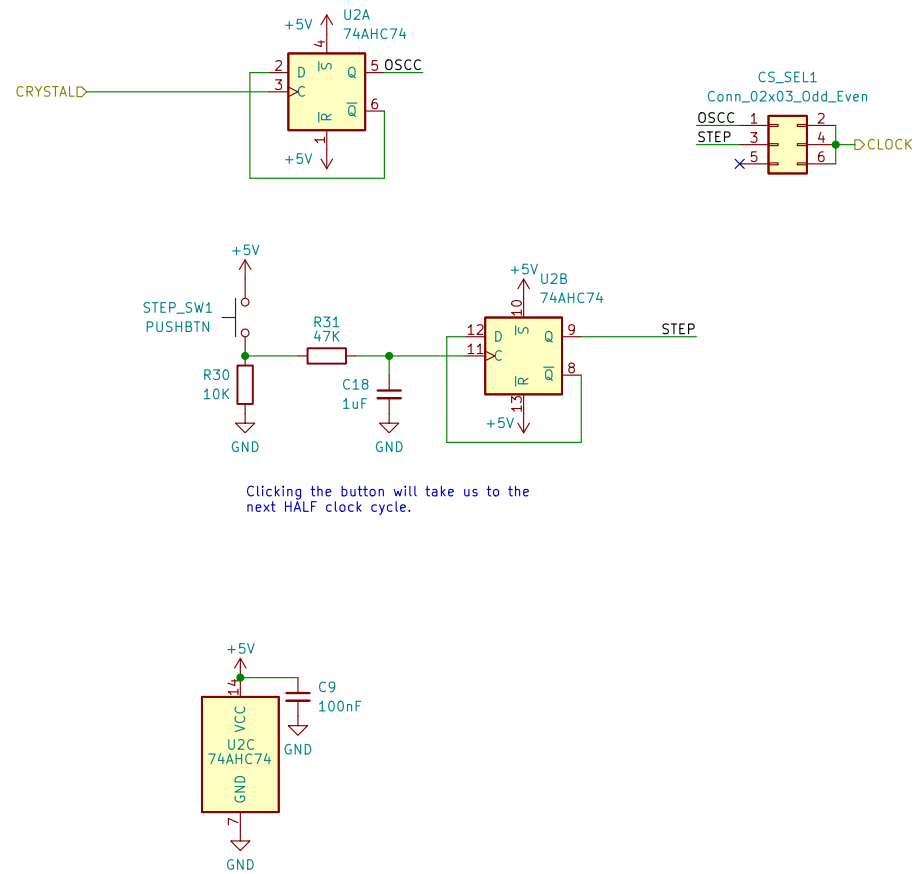 +5V
U2A
74AHC74
4
S
2
D
Q
5
OSCC
CRYSTAL
3
C
6
Q
R
1
+5V
CS_SEL1
Conn_02x03_Odd_Even
OSCC
1
2
STEP
3
4
CLOCK
5
6
+5V
STEP_SW1
PUSHBTN
R31
47K
R30
10K
GND
C18
1uF
GND
+5V
U2B
74AHC74
10
S
12
D
Q
9
STEP
11
C
8
Q
R
13
+5V
Clicking the button will take us to the
next HALF clock cycle.
+5V
14
C9
100nF
GND
VCC
U2C
74AHC74
GND
7
GND